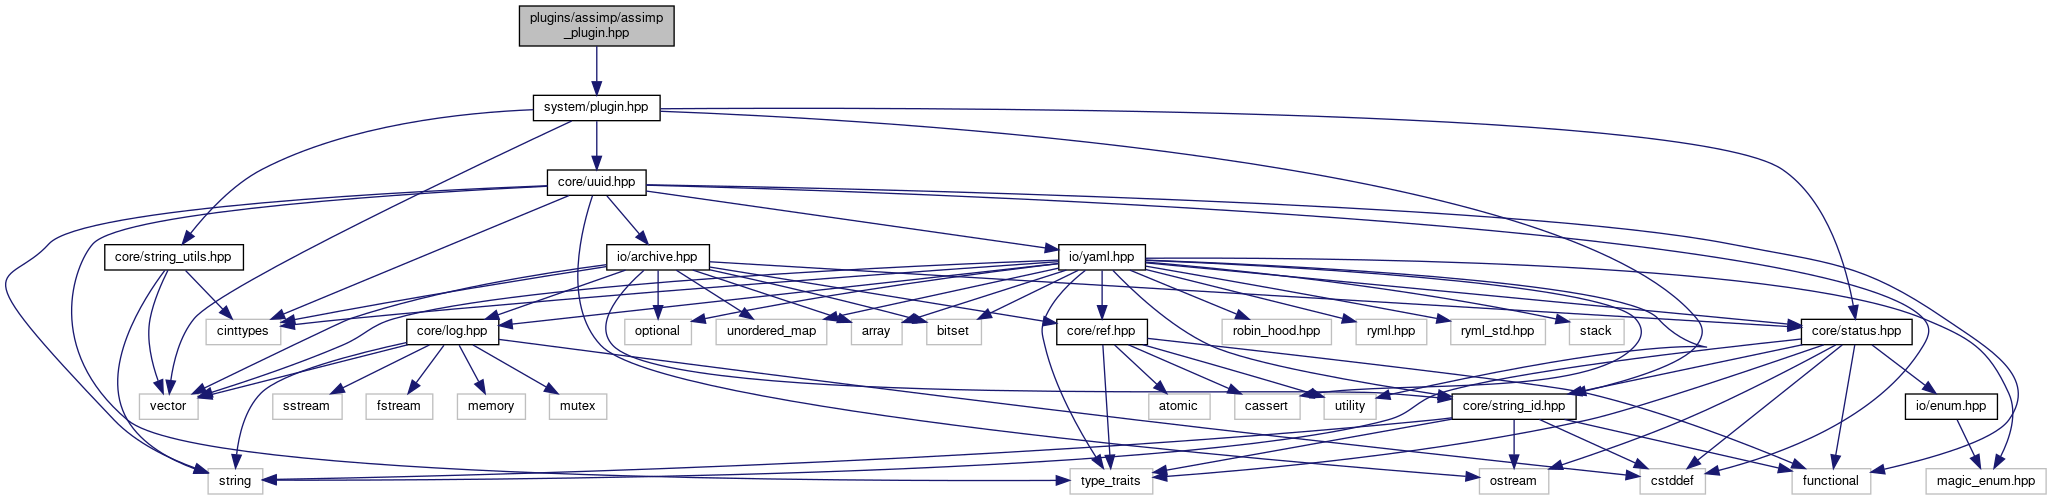 plugins/assimp/assimp
_plugin.hpp
system/plugin.hpp
core/uuid.hpp
core/string_utils.hpp
io/archive.hpp
io/yaml.hpp
cinttypes
core/log.hpp
optional
unordered_map
array
bitset
core/ref.hpp
robin_hood.hpp
ryml.hpp
ryml_std.hpp
stack
core/status.hpp
vector
sstream
fstream
memory
mutex
atomic
cassert
utility
core/string_id.hpp
io/enum.hpp
string
type_traits
ostream
cstddef
functional
magic_enum.hpp